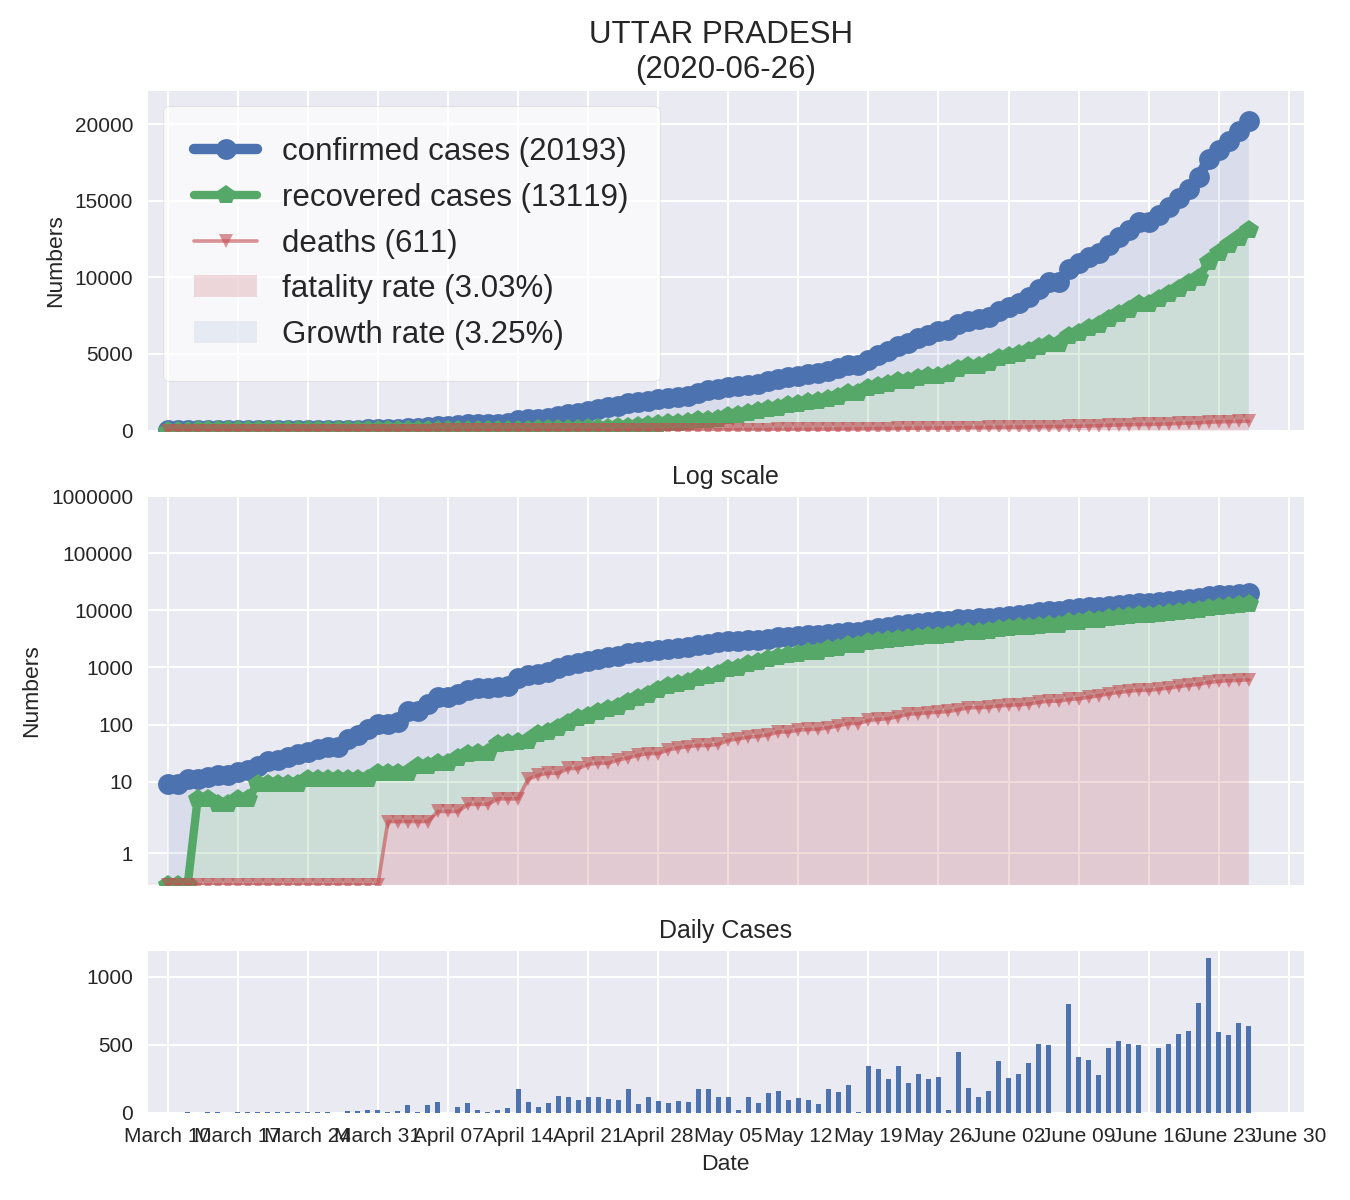 UTTAR PRADESH
(2020-06-26)
20000
15000
10000
5000
0
Numbers
confirmed cases (20193)
recovered cases (13119)
deaths (611)
fatality rate (3.03%)
Growth rate (3.25%)
Log scale
1000000
100000
10000
1000
100
10
1
Numbers
Daily Cases
1000
500
0
March 10 March 17 March 24 March 31 April 07 April 14 April 21 April 28 May 05 May 12 May 19 May 26 June 02 June 09 June 16 June 23 June 30
Date